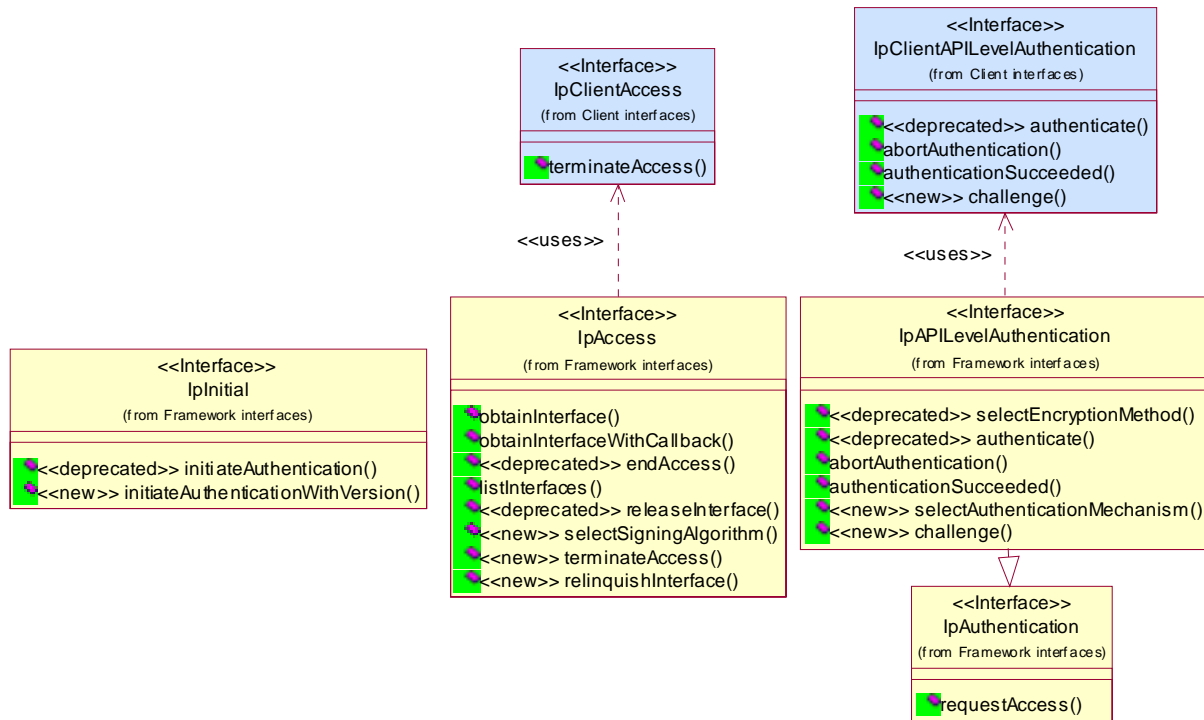 <<Interface>>
IpClientAccess
(from Client interfaces)
terminateAccess()
<<Interface>>
IpClientAPILevelAuthentication
(from Client interfaces)
<<deprecated>> authenticate()
abortAuthentication()
authenticationSucceeded()
<<new>> challenge()
<<uses>>
<<uses>>
<<Interface>>
IpInitial
(from Framework interfaces)
<<deprecated>> initiateAuthentication()
<<new>> initiateAuthenticationWithVersion()
<<Interface>>
IpAccess
(from Framework interfaces)
obtainInterface()
obtainInterfaceWithCallback()
<<deprecated>> endAccess()
listInterfaces()
<<deprecated>> releaseInterface()
<<new>> selectSigningAlgorithm()
<<new>> terminateAccess()
<<new>> relinquishInterface()
<<Interface>>
IpAPILevelAuthentication
(from Framework interfaces)
<<deprecated>> selectEncryptionMethod()
<<deprecated>> authenticate()
abortAuthentication()
authenticationSucceeded()
<<new>> selectAuthenticationMechanism()
<<new>> challenge()
<<Interface>>
IpAuthentication
(from Framework interfaces)
requestAccess()